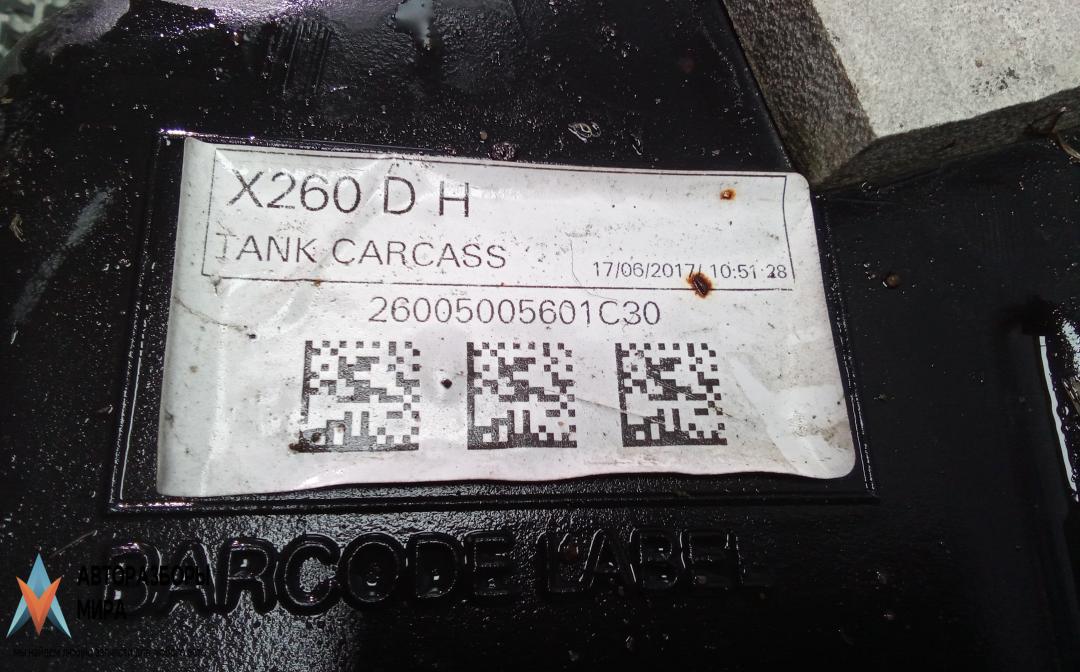 X260 D H
TANK CARCASS
17/06/2017/ 10:51:28
26005005601C30
BARCODE LABEL
АВТОРАЗБОРЫ
МИРА